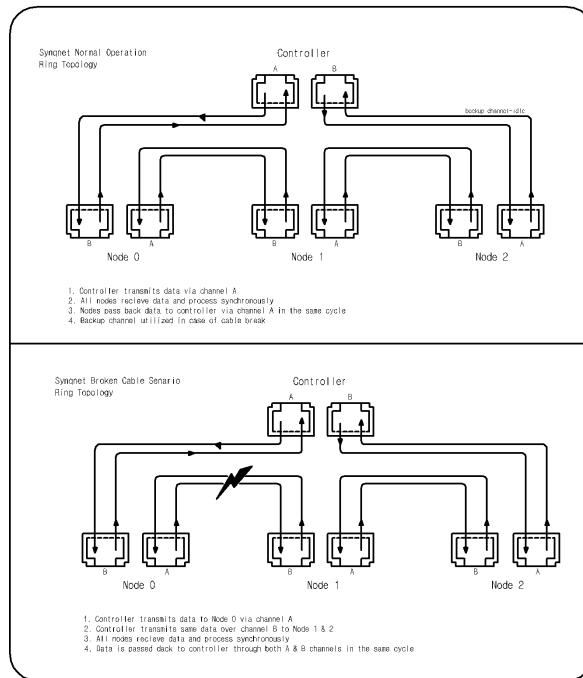 Synqnet Normal Operation
Ring Topology
Controller
A
B
backup channel-idle
B
A
B
A
B
A
Node 0
Node 1
Node 2
1. Controller transmits data via channel A
2. All nodes recieve data and process synchronously
3. Nodes pass back data to controller via channel A in the same cycle
4. Backup channel utilized in case of cable break
Synqnet Broken Cable Senario
Ring Topology
Controller
A
B
B
A
B
A
B
A
Node 0
Node 1
Node 2
1. Controller transmits data to Node 0 via channel A
2. Controller transmits same data over channel B to Node 1 & 2
3. All nodes recieve data and process synchronously
4. Data is passed dack to controller through both A & B channels in the same cycle